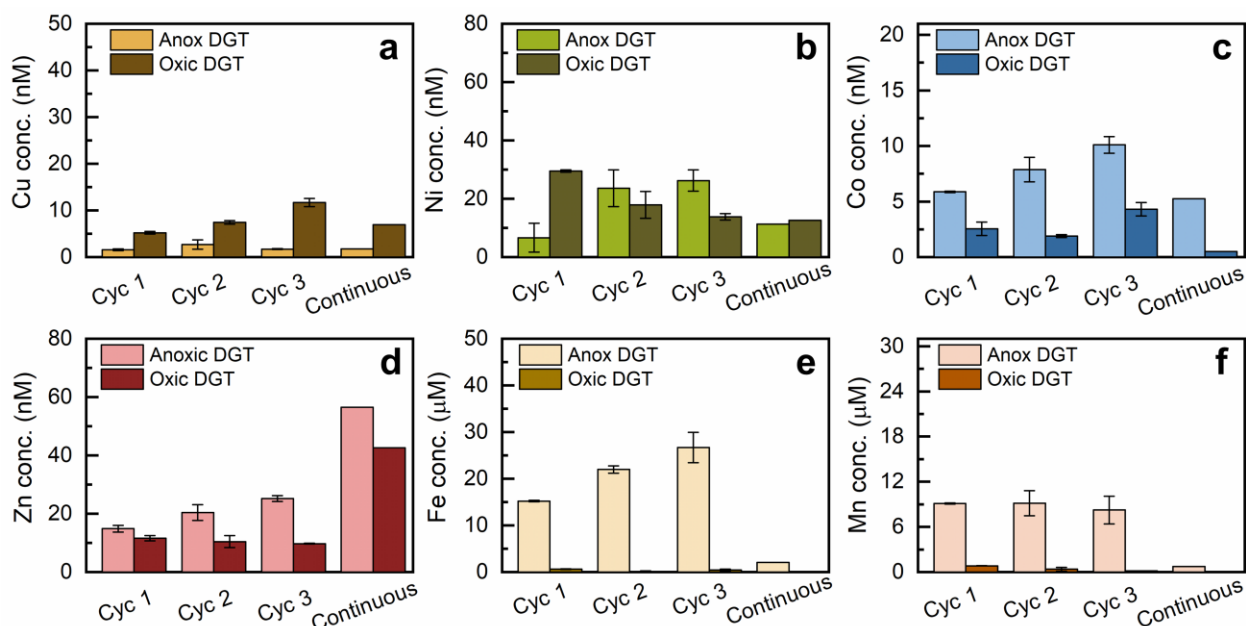 a
Anox DGT
Oxic DGT
Cu conc. (nM)
50
40
30
20
10
0
Cyc 1
Cyc 2
Cyc 3
Continuous
b
Anox DGT
Oxic DGT
Ni conc. (nM)
80
60
40
20
0
Cyc 1
Cyc 2
Cyc 3
Continuous
c
Anox DGT
Oxic DGT
Co conc. (nM)
20
15
10
5
0
Cyc 1
Cyc 2
Cyc 3
Continuous
d
Anoxic DGT
Oxic DGT
Zn conc. (nM)
80
60
40
20
0
Cyc 1
Cyc 2
Cyc 3
Continuous
e
Anox DGT
Oxic DGT
Fe conc. (μM)
50
40
30
20
10
0
Cyc 1
Cyc 2
Cyc 3
Continuous
f
Anox DGT
Oxic DGT
Mn conc. (μM)
30
24
18
12
6
0
Cyc 1
Cyc 2
Cyc 3
Continuous